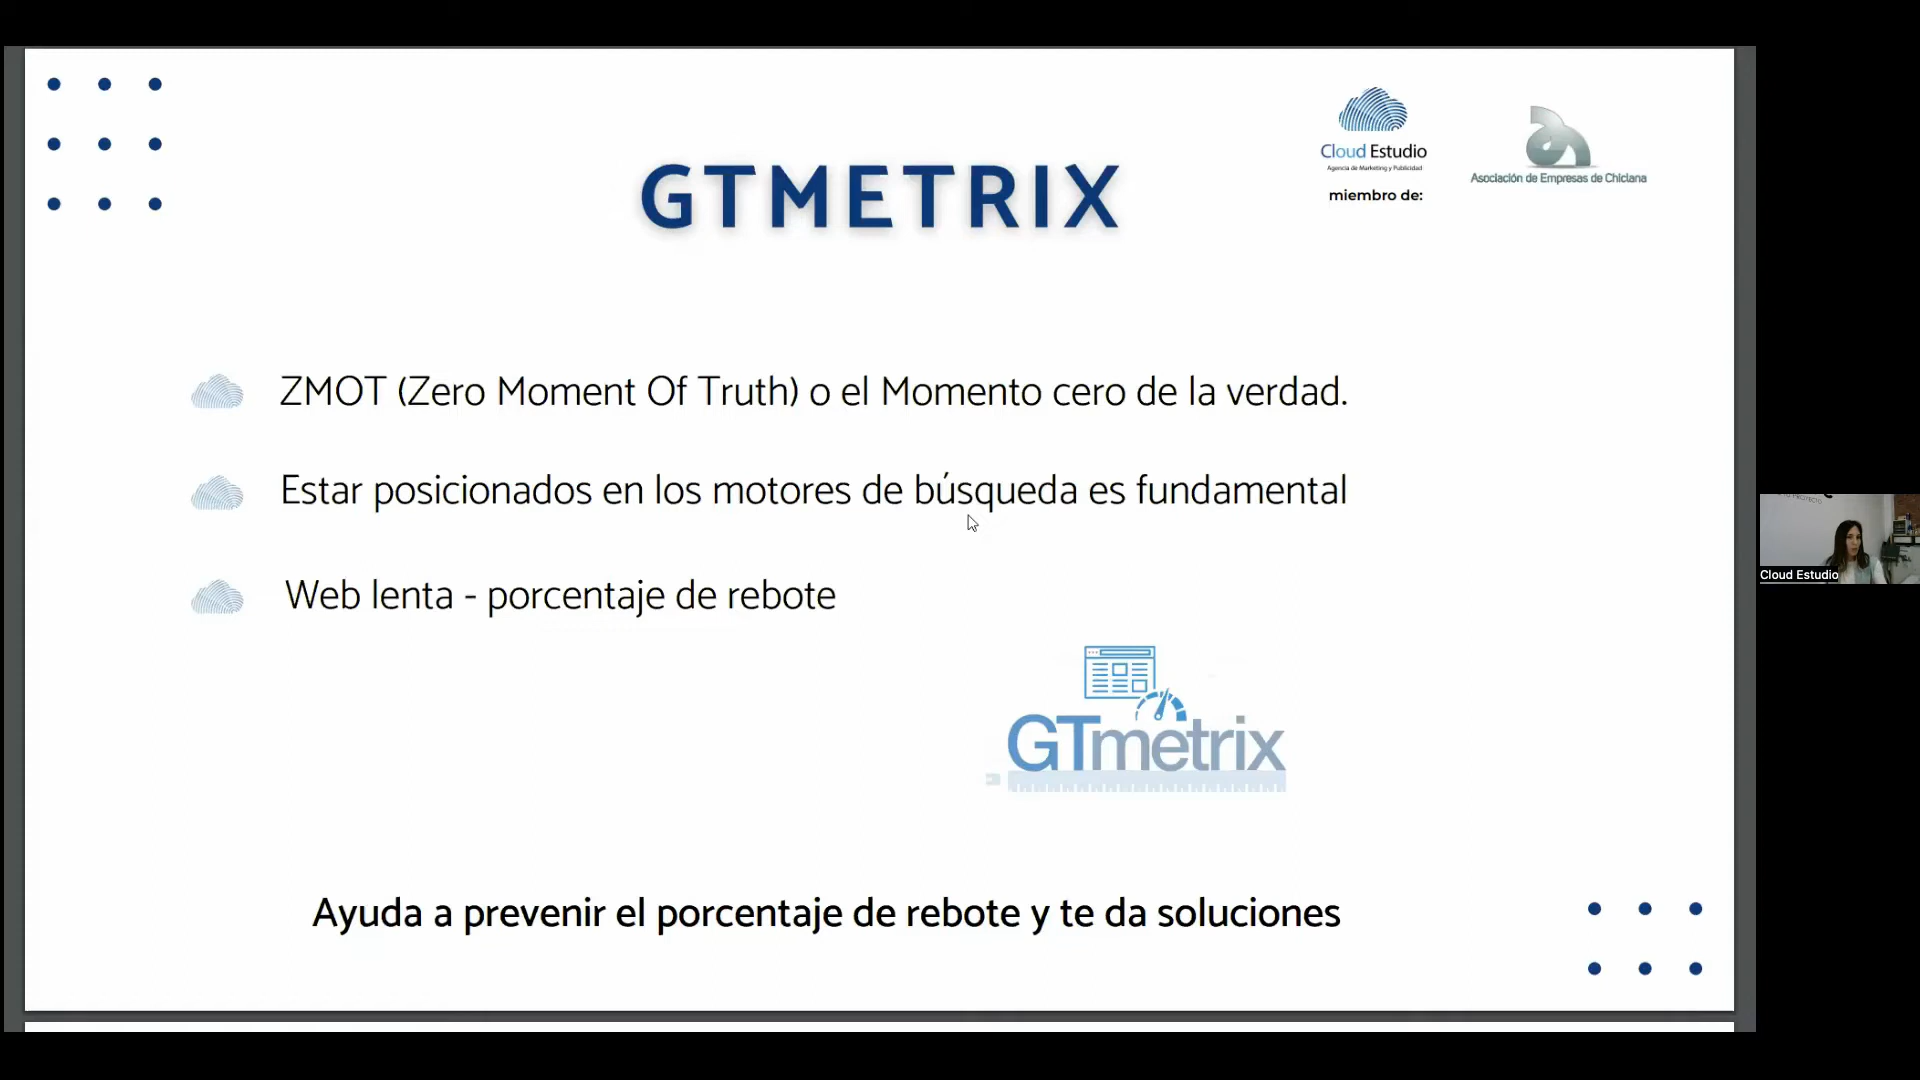 Cloud Estudio
Agencia de Marketing y Publicidad
miembro de:
Asociación de Empresas de Chiclana
GTMETRIX
ZMOT (Zero Moment Of Truth) o el Momento cero de la verdad.
Estar posicionados en los motores de búsqueda es fundamental
Web lenta - porcentaje de rebote
GTmetrix
Ayuda a prevenir el porcentaje de rebote y te da soluciones
Cloud Estudio